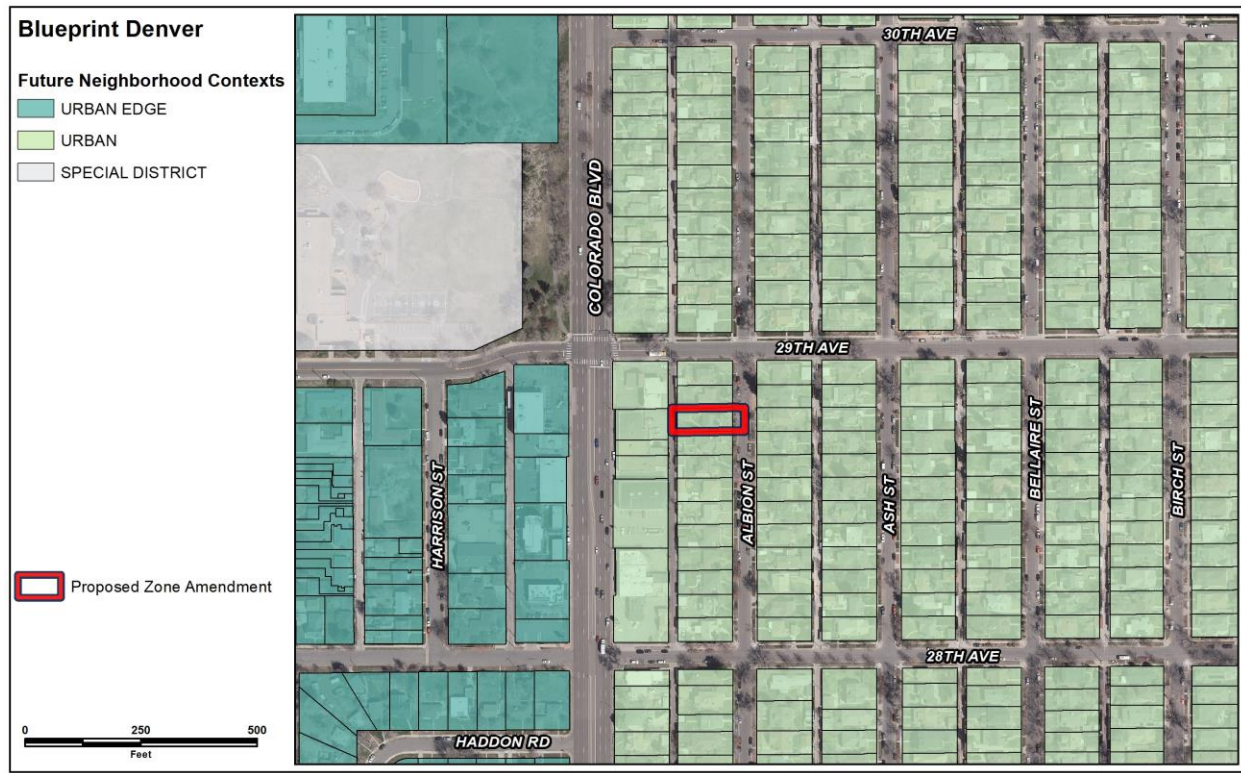 Blueprint Denver
Future Neighborhood Contexts
URBAN EDGE
URBAN
SPECIAL DISTRICT
Proposed Zone Amendment
0 250 500
Feet
30TH AVE
COLORADO BLVD
29TH AVE
HARRISON ST
ALBION ST
ASH ST
BELLAIRE ST
BIRCH ST
28TH AVE
HADDON RD